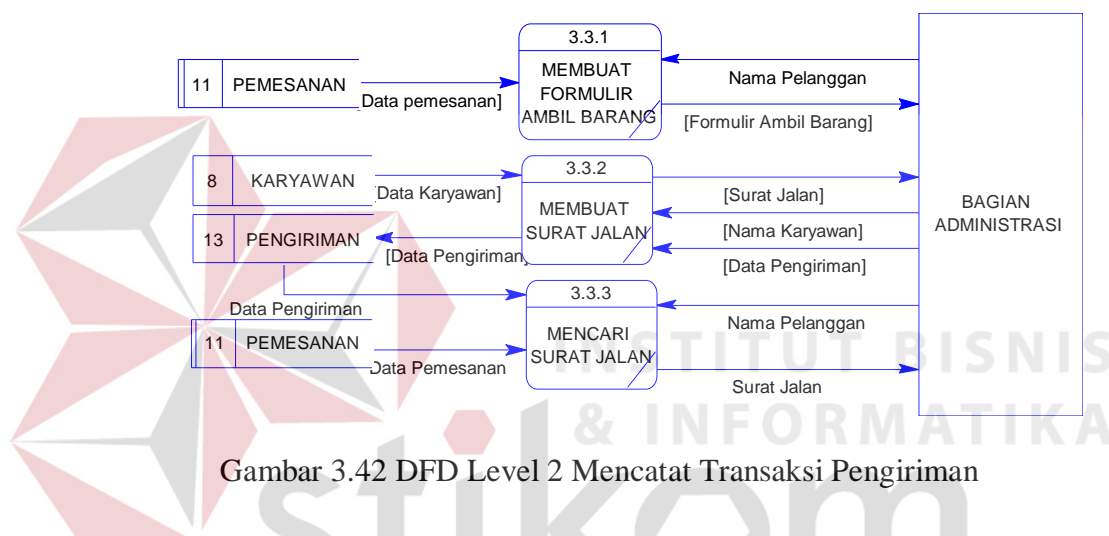 3.3.1
MEMBUAT
FORMULIR
AMBIL BARANG
11 PEMESANAN
Data pemesanan]
Nama Pelanggan
[Formulir Ambil Barang]
8 KARYAWAN
[Data Karyawan]
3.3.2
MEMBUAT
SURAT JALAN
[Surat Jalan]
[Nama Karyawan]
[Data Pengiriman]
13 PENGIRIMAN
[Data Pengiriman]
BAGIAN
ADMINISTRASI
Data Pengiriman
3.3.3
MENCARI
SURAT JALAN
Nama Pelanggan
Surat Jalan
11 PEMESANAN
Data Pemesanan
INSTITUT BISNIS
& INFORMATIKA
stikom
Gambar 3.42 DFD Level 2 Mencatat Transaksi Pengiriman